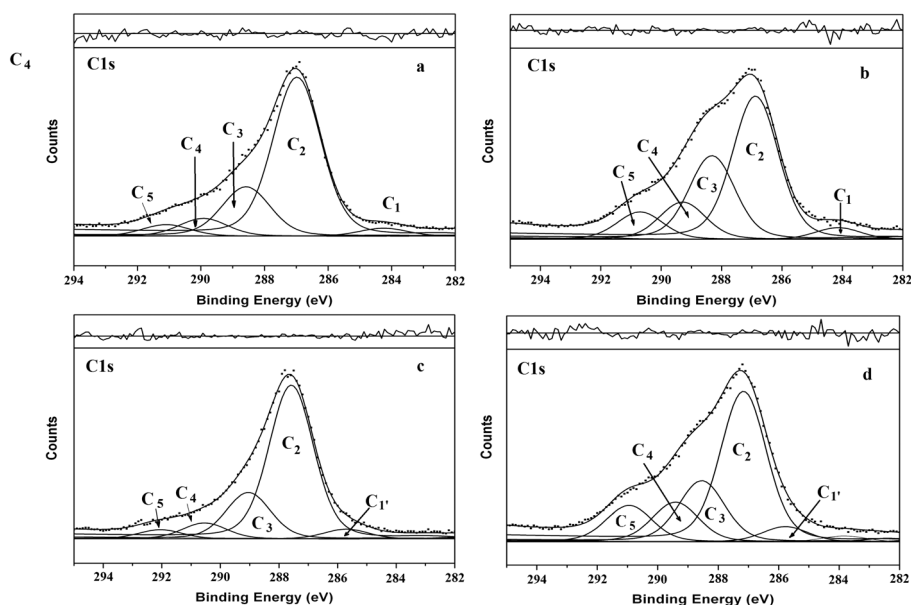 C4
C1s
a
C3
C4
C2
C5
C1
Counts
294 292 290 288 286 284 282
Binding Energy (eV)
C1s
b
C4
C5
C3
C2
C1
Counts
294 292 290 288 286 284 282
Binding Energy (eV)
C1s
c
C2
C5
C4
C3
C1'
Counts
294 292 290 288 286 284 282
Binding Energy (eV)
C1s
d
C4
C2
C5
C3
C1'
Counts
294 292 290 288 286 284 282
Binding Energy (eV)